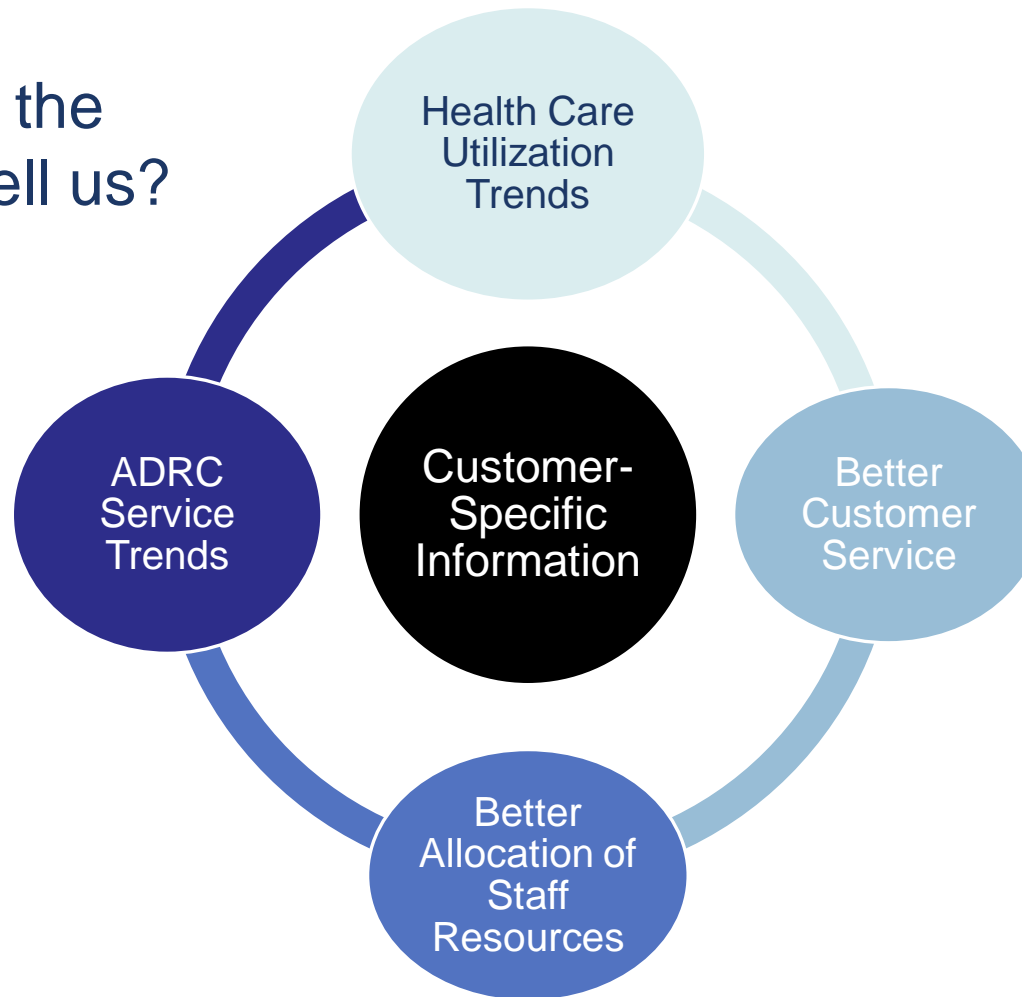 the
ell us?
Health Care
Utilization
Trends
ADRC
Service
Trends
Customer-
Specific
Information
Better
Customer
Service
Better
Allocation of
Staff
Resources